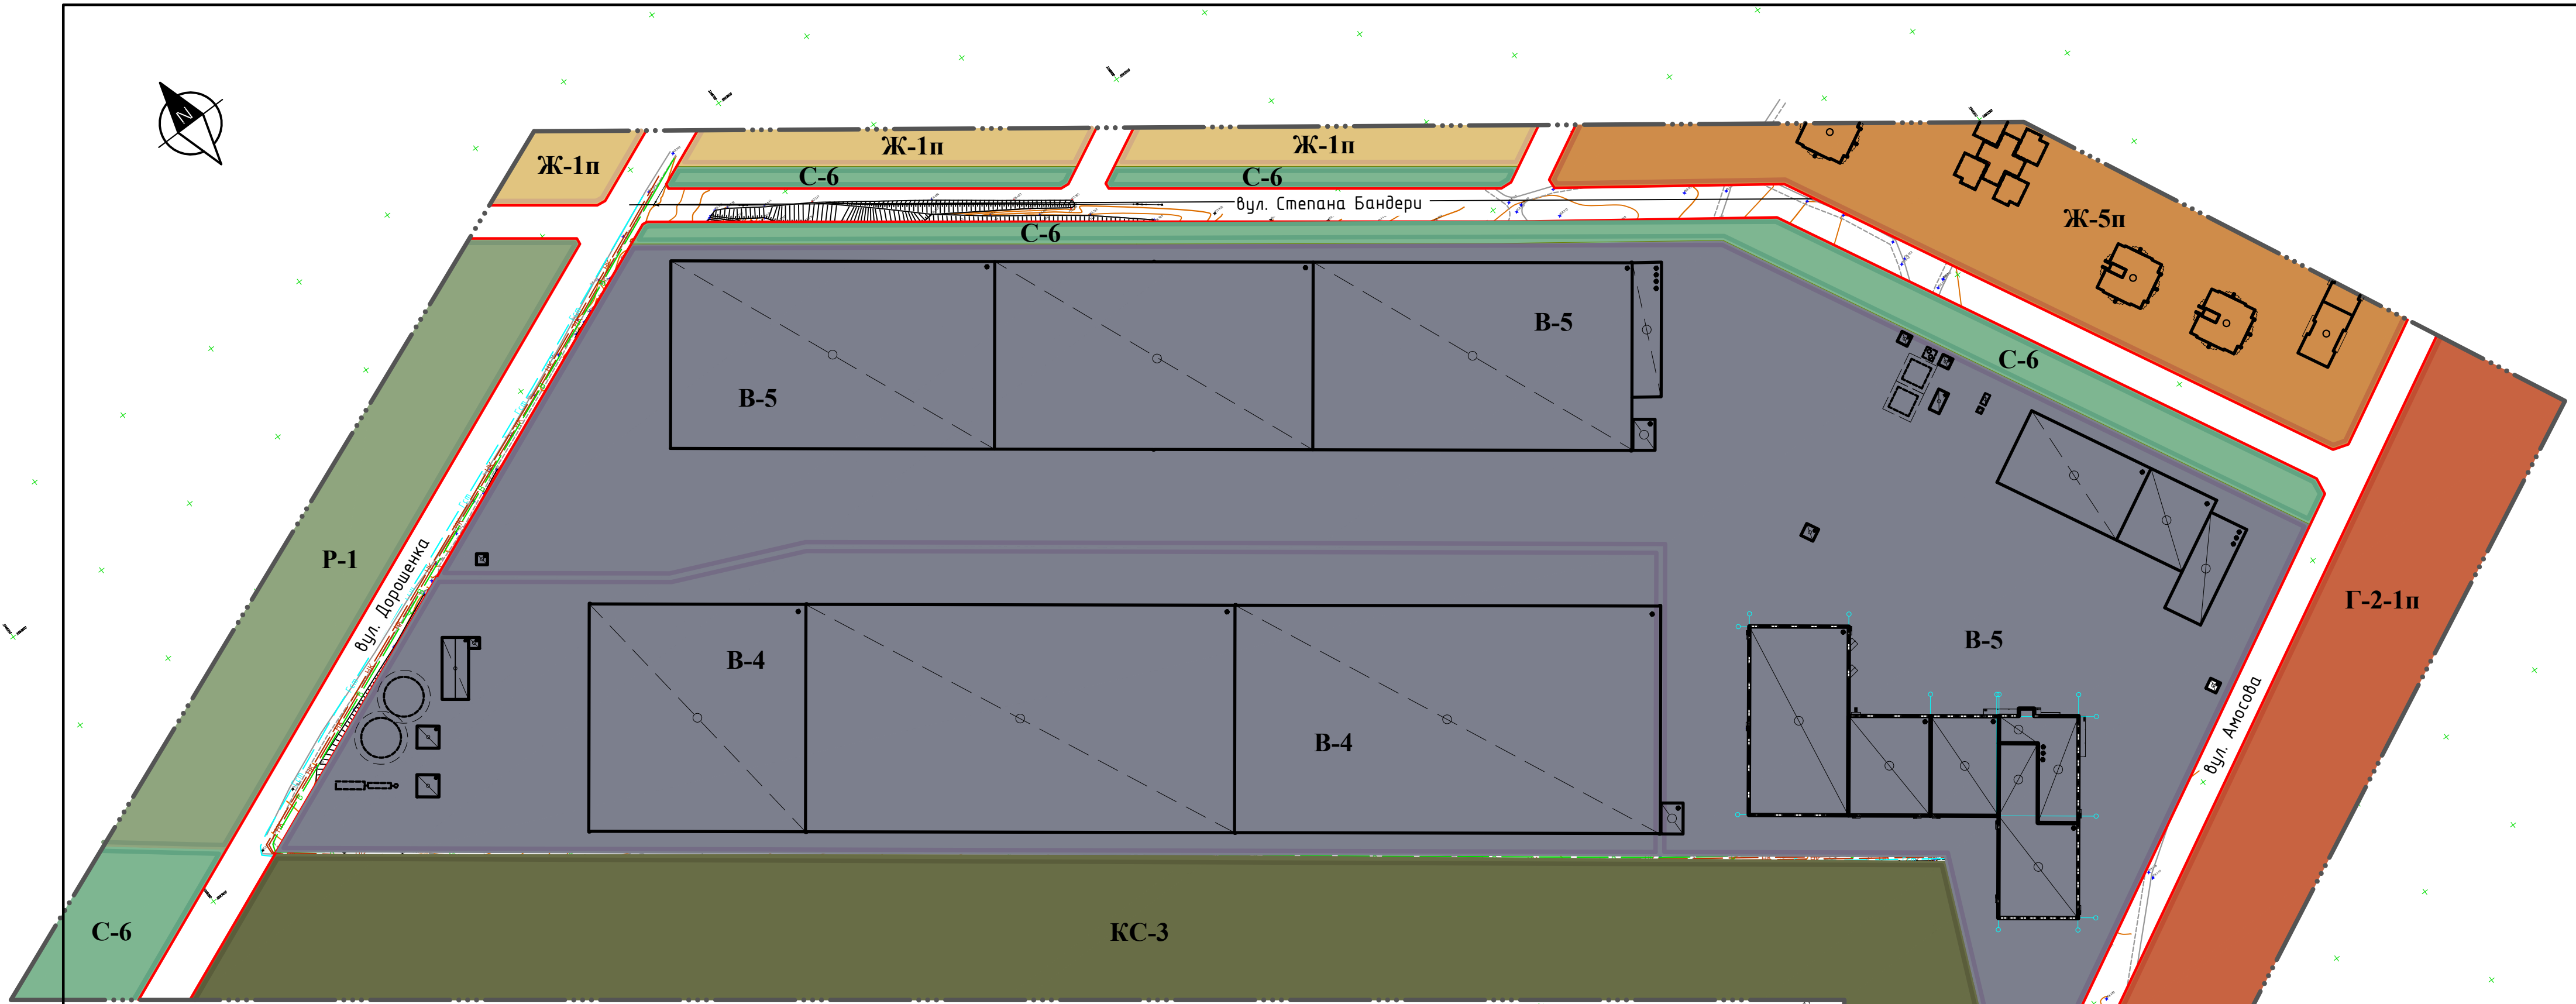 N
Ж-1п
Ж-1п
Ж-1п
С-6
С-6
вул. Степана Бандери
С-6
Ж-5п
В-5
В-5
С-6
Р-1
вул. Дорошенка
В-4
В-4
В-5
Г-2-1п
вул. Амосова
С-6
КС-3